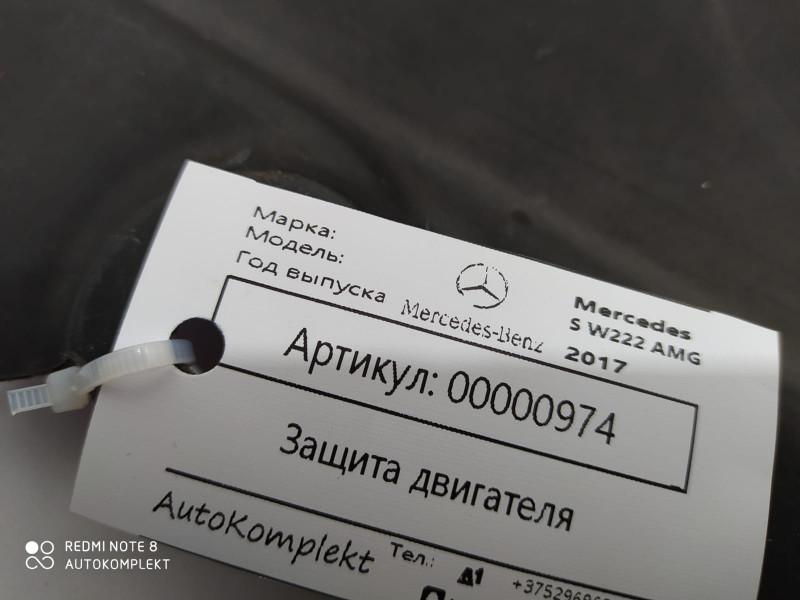 Марка: Mercedes
Модель: S W222 AMG
Год выпуска 2017
Mercedes-Benz
Артикул: 00000974
Защита двигателя
AutoKomplekt Тел.: A1
REDMI NOTE 8
AUTOKOMPLEKT